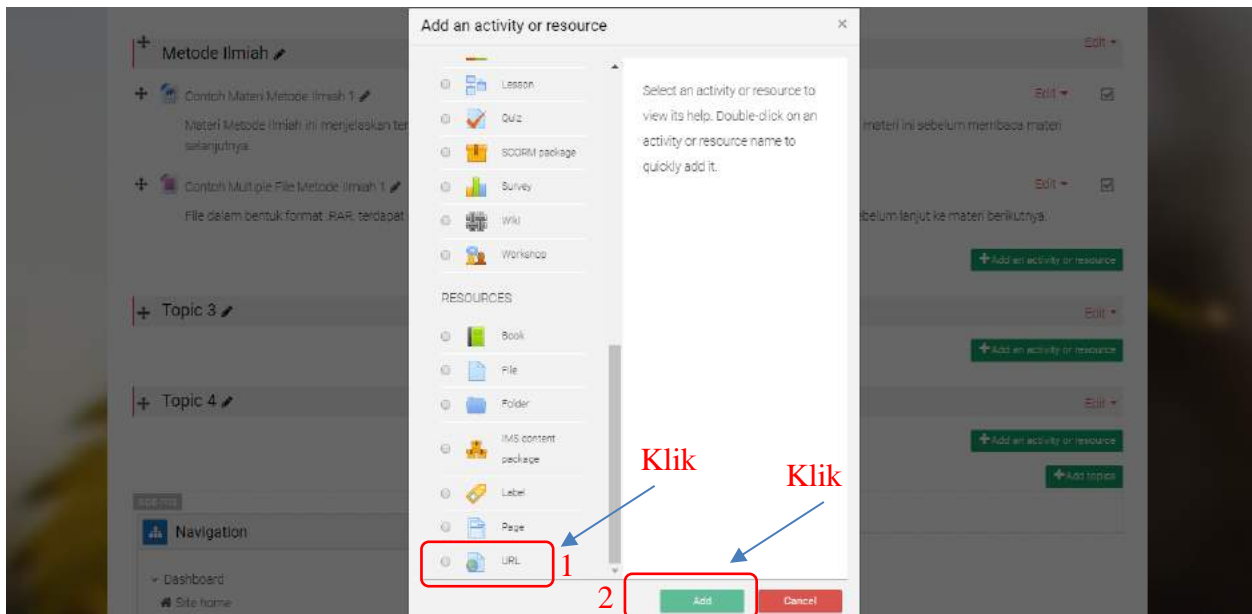 Add an activity or resource ×
Metode Ilmiah
Edit
Contoh Materi Metode Ilmiah 1
Edit
Materi Metode Ilmiah ini menjelaskan ter
materi ini sebelum membaca materi
selanjutnya.
Contoh Multiple File Metode Ilmiah 1
Edit
File dalam bentuk format .RAR, terdapat
ebelum lanjut ke materi berikutnya.
+Add an activity or resource
Topic 3
Edit
+Add an activity or resource
Topic 4
Edit
+Add an activity or resource
+Add topics
Navigation
Dashboard
Site home
Lesson
Quiz
SCORM package
Survey
Wiki
Workshop
RESOURCES
Book
File
Folder
IMS content
package
Label
Page
URL
Select an activity or resource to
view its help. Double-click on an
activity or resource name to
quickly add it.
Klik
Klik
1
2
Add
Cancel